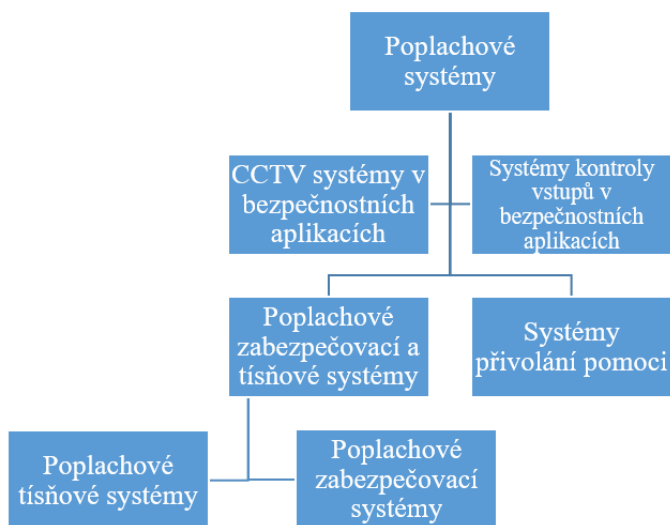 Poplachové
systémy
CCTV systémy v
bezpečnostních
aplikacích
Systémy kontroly
vstupů v
bezpečnostních
aplikacích
Poplachové
zabezpečovací a
tísňové systémy
Systémy
přivolání pomoci
Poplachové
tísňové systémy
Poplachové
zabezpečovací
systémy